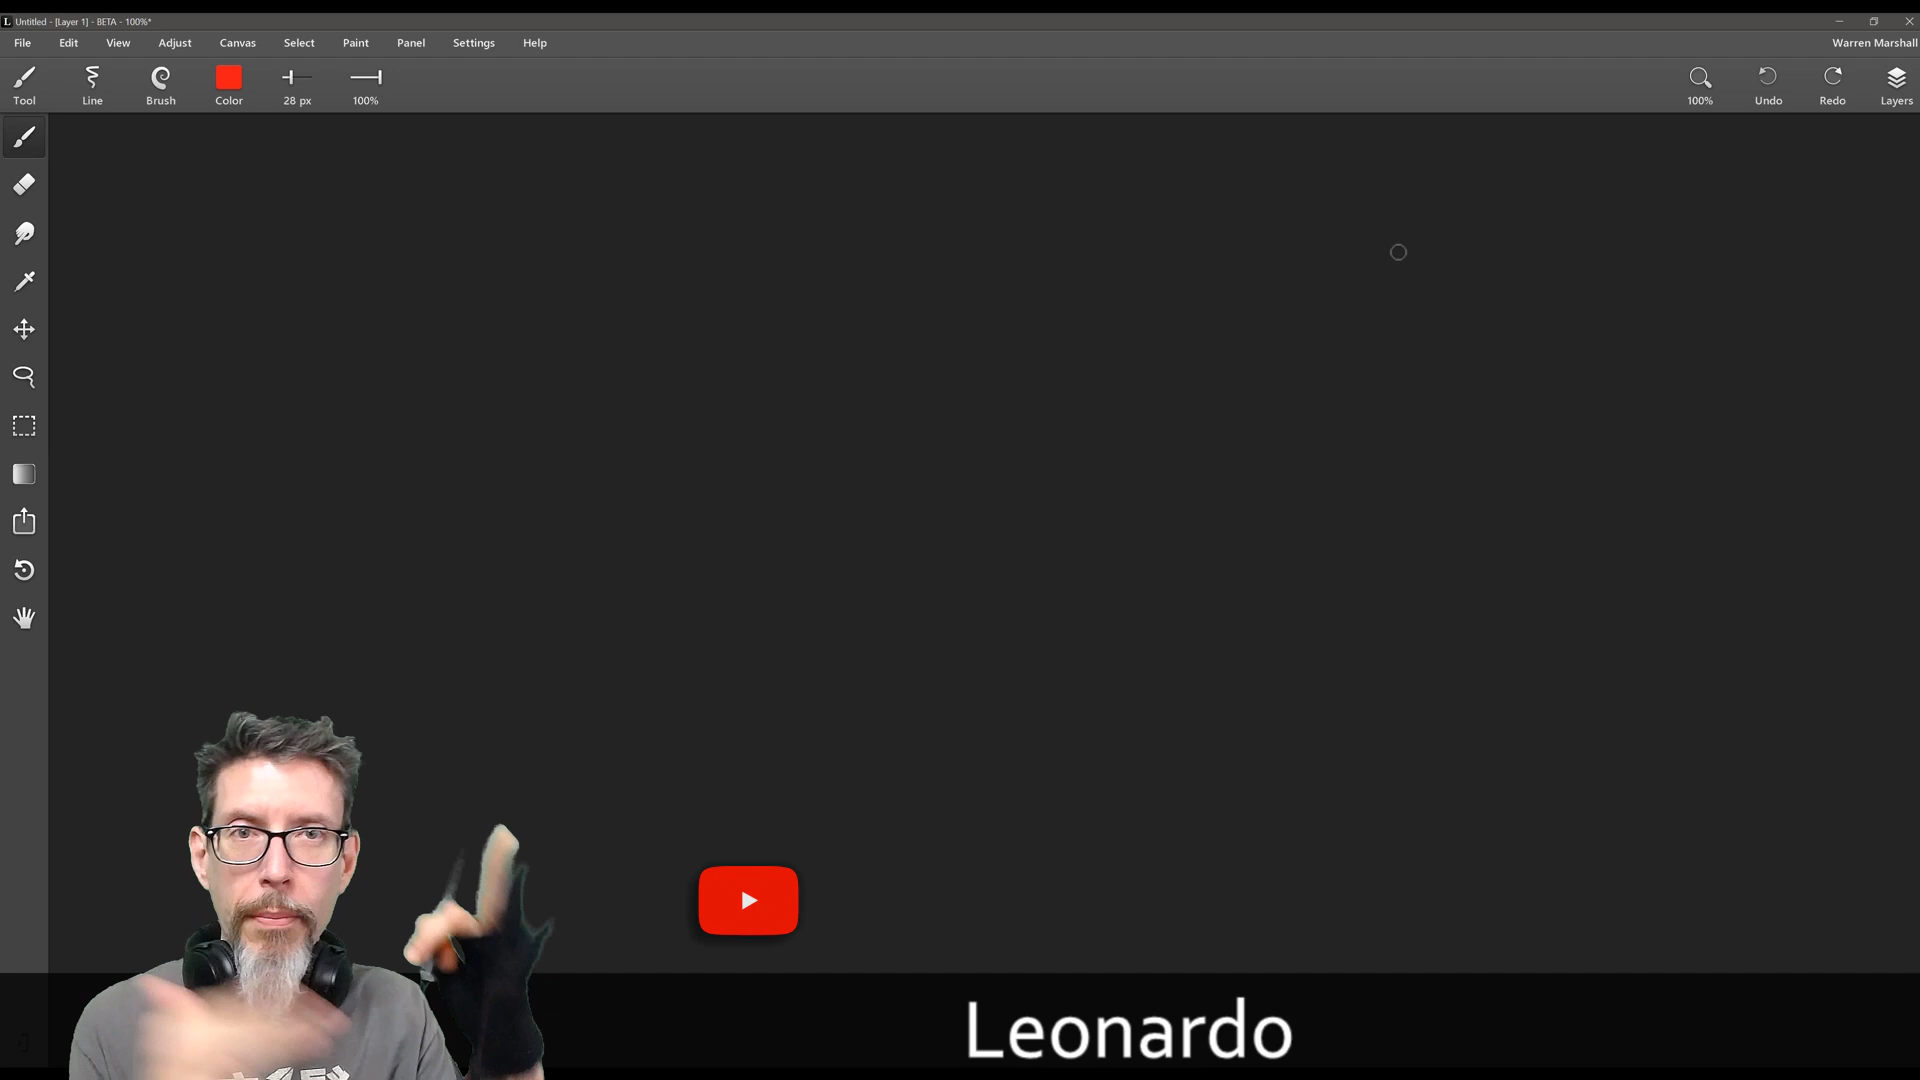 L Untitled - [Layer 1] - BETA - 100%*
File Edit View Adjust Canvas Select Paint Panel Settings Help Warren Marshall
Tool Line Brush Color 28 px 100% 100% Undo Redo Layers
Leonardo